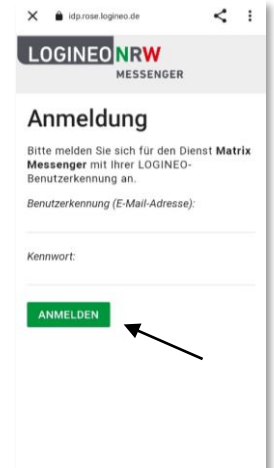 idp.rose.logineo.de
LOGINEO NRW
MESSENGER
Anmeldung
Bitte melden Sie sich für den Dienst Matrix
Messenger mit Ihrer LOGINEO-
Benutzerkennung an.
Benutzerkennung (E-Mail-Adresse):
Kennwort:
ANMELDEN